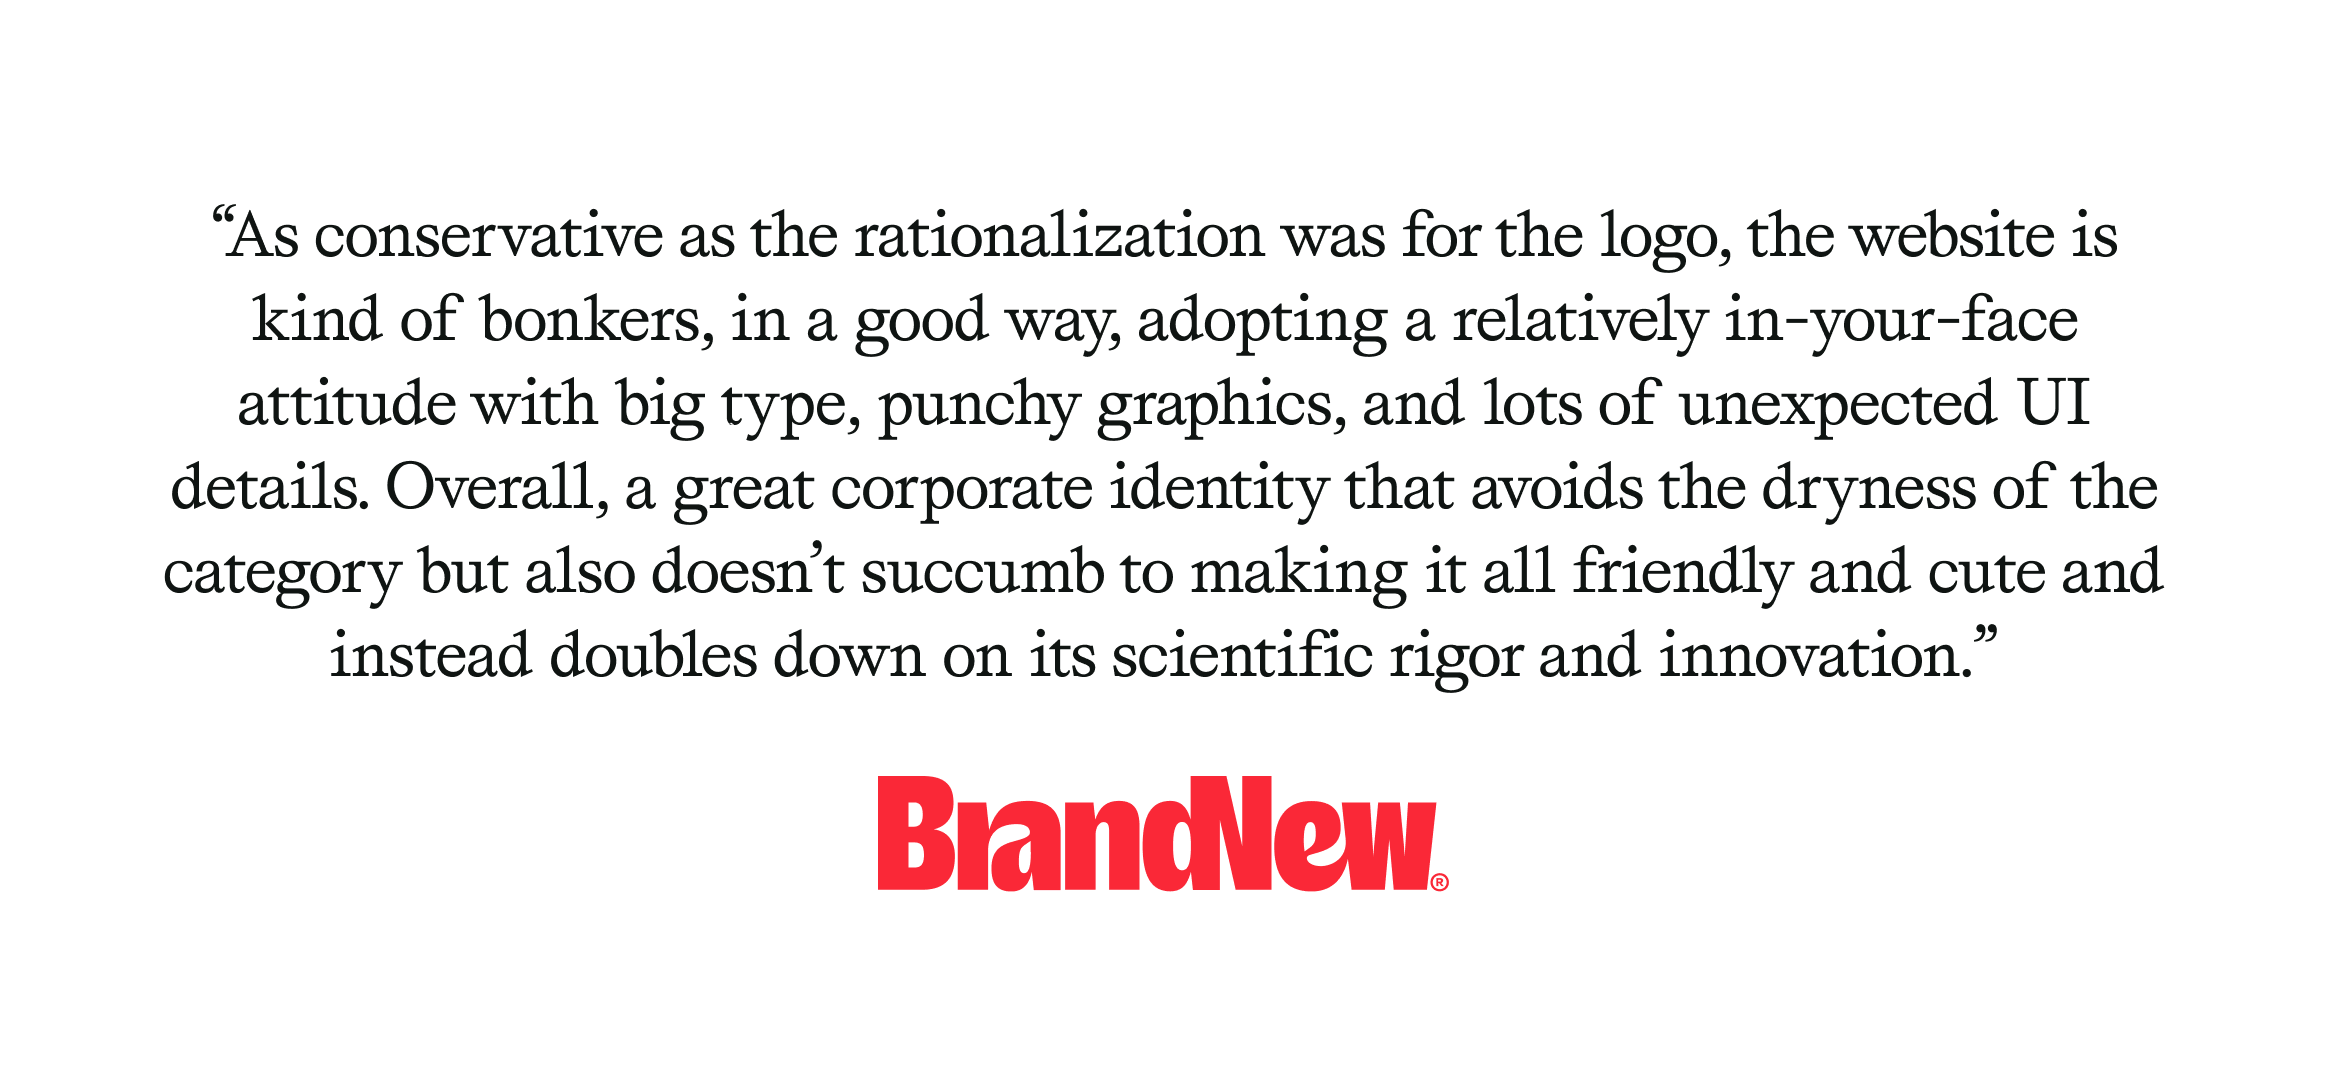 “As conservative as the rationalization was for the logo, the website is
kind of bonkers, in a good way, adopting a relatively in-your-face
attitude with big type, punchy graphics, and lots of unexpected UI
details. Overall, a great corporate identity that avoids the dryness of the
category but also doesn’t succumb to making it all friendly and cute and
instead doubles down on its scientific rigor and innovation.”
BrandNew®